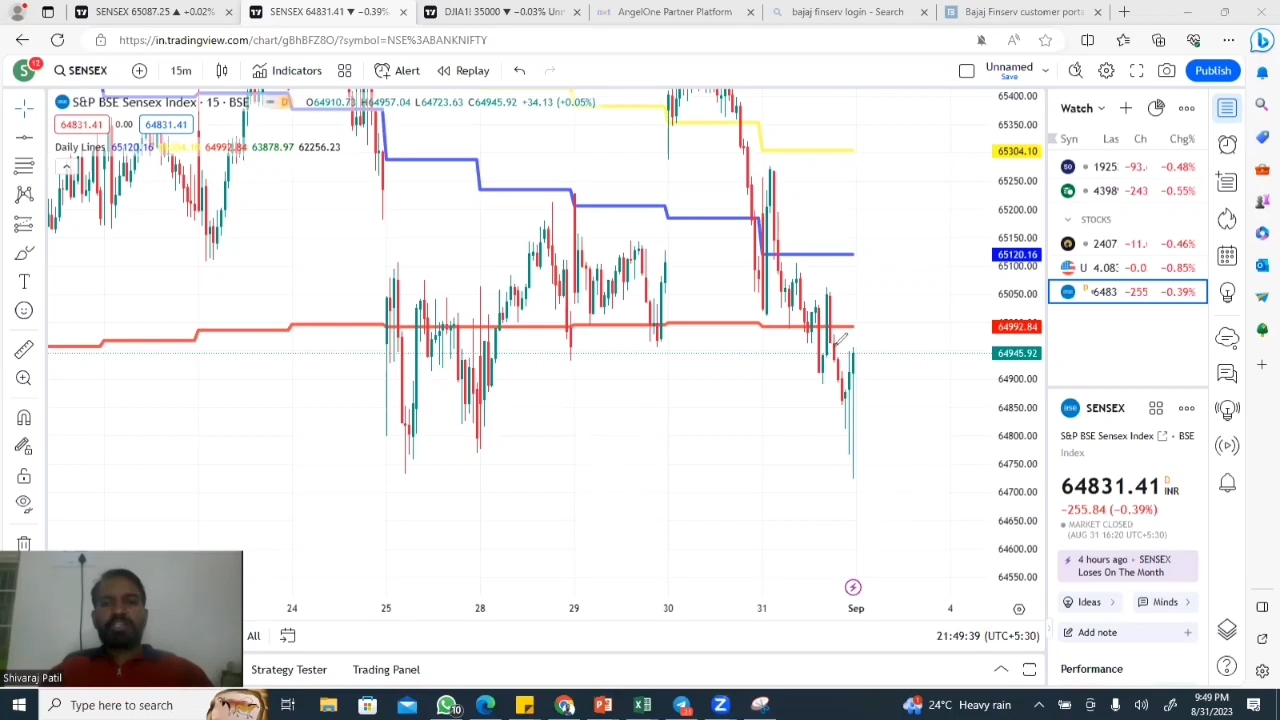 SENSEX 65087.25 ▲ +0.02%
SENSEX 64831.41 ▼ −0.39%
DJIA1! 35000 ▼ −0.03% Un
AngelOne Partner Platform
bajaj finserv login - Search
Bajaj Finserv customer porta
https://in.tradingview.com/chart/gBhBFZ8O/?symbol=NSE%3ABANKNIFTY
S 12
SENSEX
15m
Indicators
Alert
Replay
Unnamed
Save
Publish
S&P BSE Sensex Index · 15 · BSE
D
O64910.73 H64957.04 L64723.63 C64945.92 +34.13 (+0.05%)
64831.41 0.00 64831.41
Daily Lines 65120.16 64992.84 63878.97 62256.23
65400.00
65350.00
65304.10
65250.00
65200.00
65150.00
65120.16
65100.00
65050.00
64992.84
64945.92
64900.00
64850.00
64800.00
64750.00
64700.00
64650.00
64600.00
64550.00
24 25 28 29 30 31 Sep 4
All
21:49:39 (UTC+5:30)
Strategy Tester
Trading Panel
Watch
Syn Las Ch Chg%
1925 −93. −0.48%
4398 −243 −0.55%
STOCKS
2407 −11. −0.46%
U 4.08 −0.0 −0.85%
D 6483 −255 −0.39%
SENSEX
S&P BSE Sensex Index · BSE
Index
64831.41 D INR
−255.84 (−0.39%)
MARKET CLOSED
(AUG 31 16:20 UTC+5:30)
4 hours ago · SENSEX
Loses On The Month
Ideas
Minds
Add note
Performance
Shivaraj Patil
Type here to search
24°C Heavy rain
9:49 PM
8/31/2023